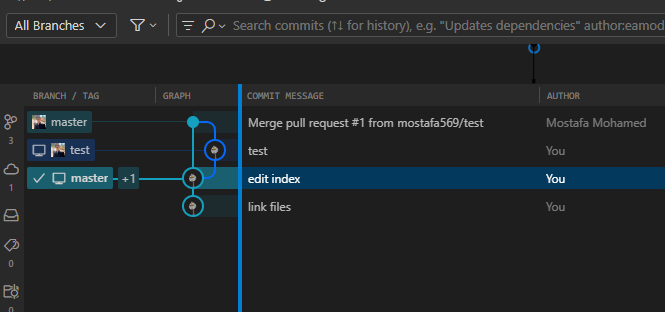 All Branches
Search commits (↑↓ for history), e.g. "Updates dependencies" author:eamod
BRANCH / TAG GRAPH COMMIT MESSAGE AUTHOR
master Merge pull request #1 from mostafa569/test Mostafa Mohamed
test test You
master +1 edit index You
link files You
3
1
0
0